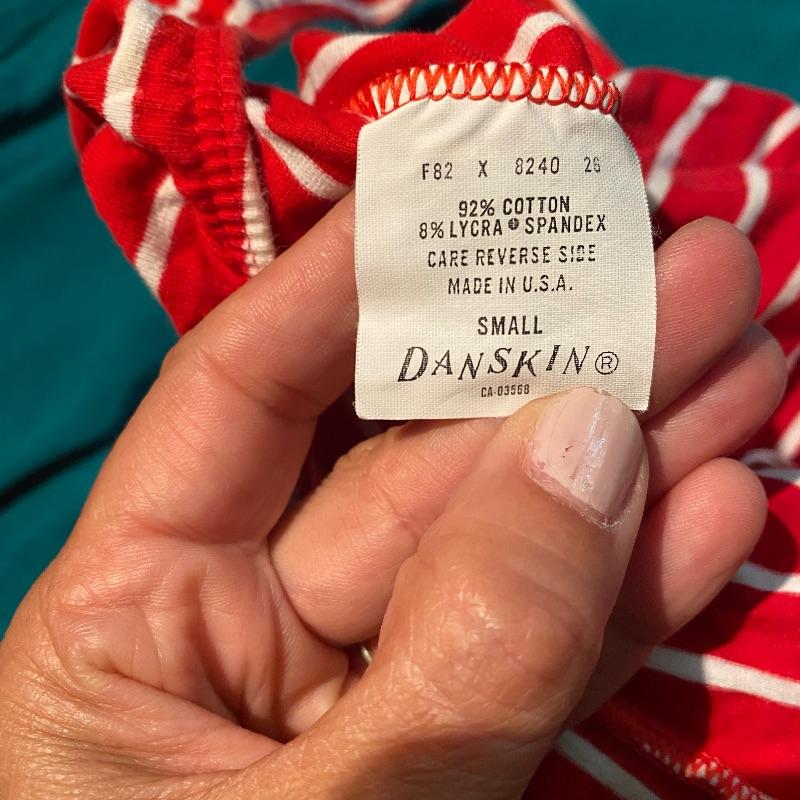 F82 X 8240 26
92% COTTON
8% LYCRA® SPANDEX
CARE REVERSE SIDE
MADE IN U.S.A.
SMALL
DANSKIN®
CA-03568